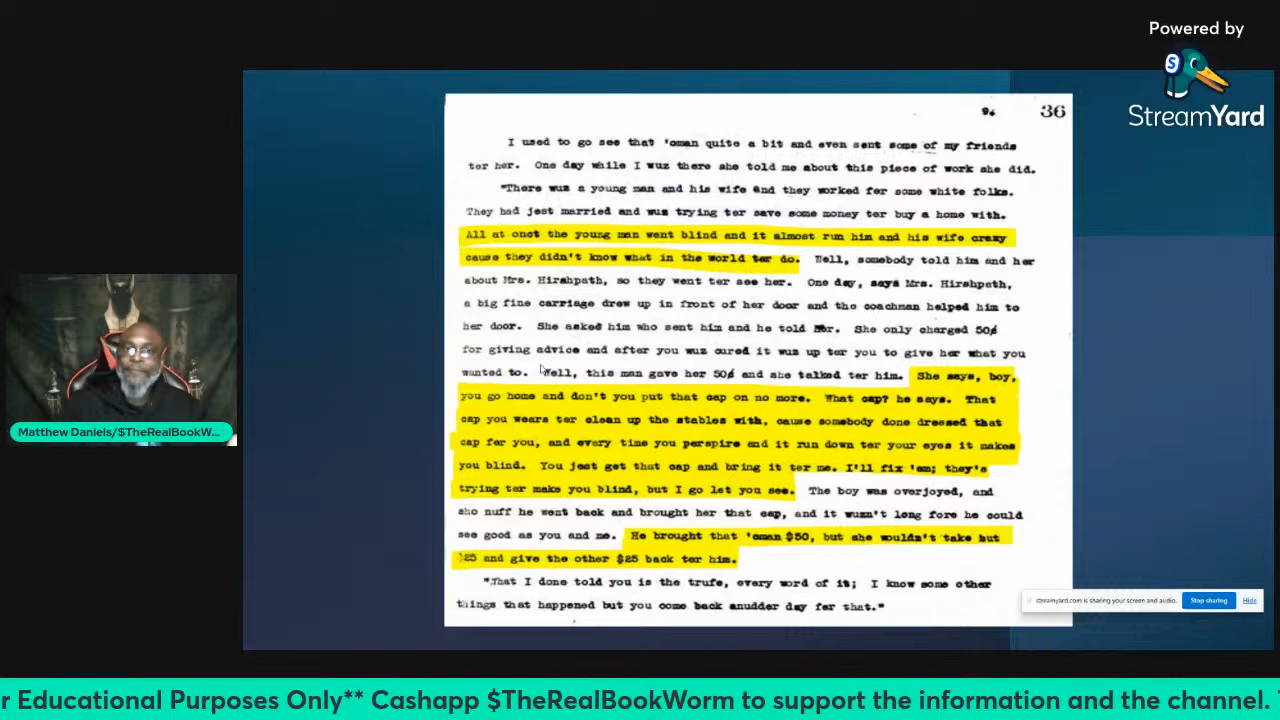 Powered by
StreamYard
9.
36
I used to go see that 'oman quite a bit and even sent some of my friends
ter her. One day while I wuz there she told me about this piece of work she did.
"There wuz a young man and his wife and they worked fer some white folks.
They had jest married and wus trying ter save some money ter buy a home with.
All at onct the young man went blind and it almost run him and his wife crazy
cause they didn't know what in the world ter do. Well, somebody told him and her
about Mrs. Hirshpath, so they went ter see her. One day, says Mrs. Hirshpath,
a big fine carriage drew up in front of her door and the coachman helped him to
her door. She asked him who sent him and he told her. She only charged 50¢
for giving advice and after you wuz cured it wuz up ter you to give her what you
wanted to. Well, this man gave her 50¢ and she talked ter him. She says, boy,
you go home and don't you put that cap on no more. What cap? he says. That
cap you wears ter clean up the stables with, cause somebody done dressed that
cap fer you, and every time you perspire and it run down ter your eyes it makes
you blind. You jest get that cap and bring it ter me. I'll fix 'em; they's
trying ter make you blind, but I go let you see. The boy was overjoyed, and
sho nuff he went back and brought her that cap, and it wuzn't long fore he could
see good as you and me. He brought that 'oman $50, but she wouldn't take but
$25 and give the other $25 back ter him.
"What I done told you is the trufe, every word of it; I know some other
things that happened but you come back anudder day fer that."
Matthew Daniels/$TheRealBookW...
streamyard.com is sharing your screen and audio.
Stop sharing
Hide
r Educational Purposes Only** Cashapp $TheRealBookWorm to support the information and the channel.